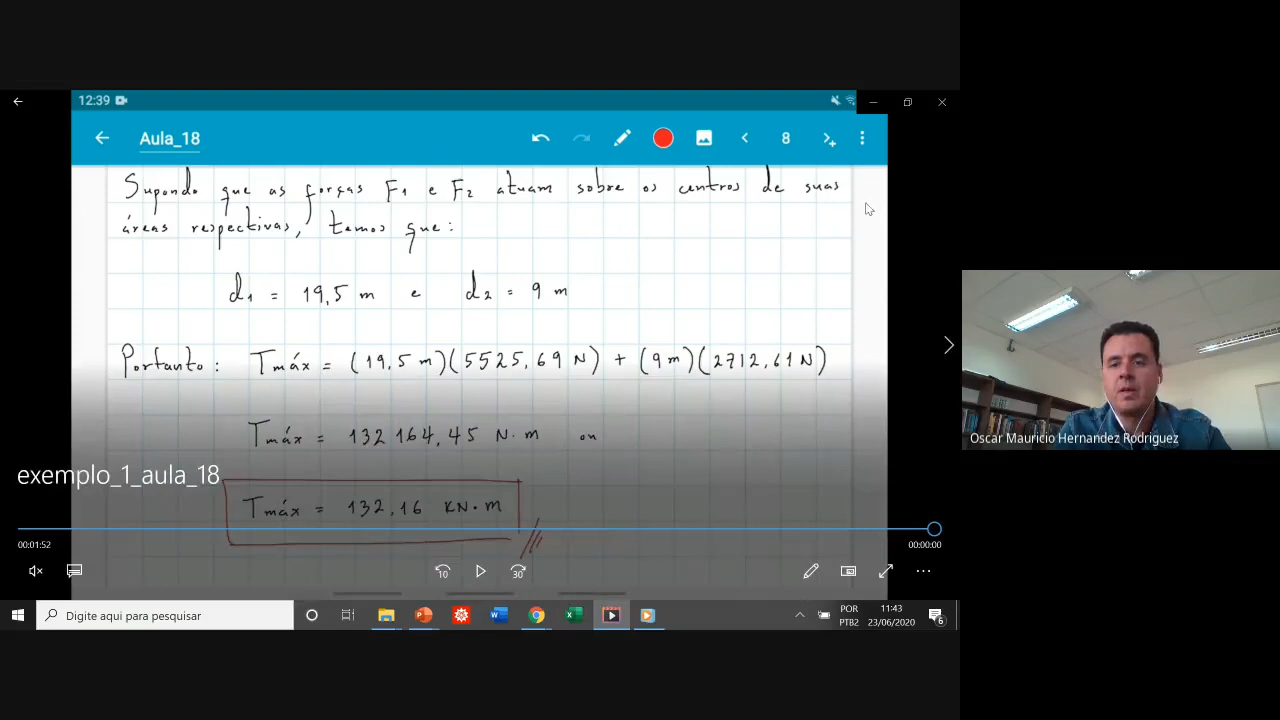 12:39
Aula_18
8
Supondo que as forças F1 e F2 atuam sobre os centros de suas
áreas respectivas, temos que:
d1 = 19,5 m e d2 = 9 m
Portanto: Tmáx = (19,5 m)(5525,69 N) + (9 m)(2712,61 N)
Tmáx = 132 164,45 N·m ou
exemplo_1_aula_18
Tmáx = 132,16 KN·m
00:01:52
00:00:00
10
30
Digite aqui para pesquisar
POR
PTB2
11:43
23/06/2020
6
Oscar Mauricio Hernandez Rodriguez